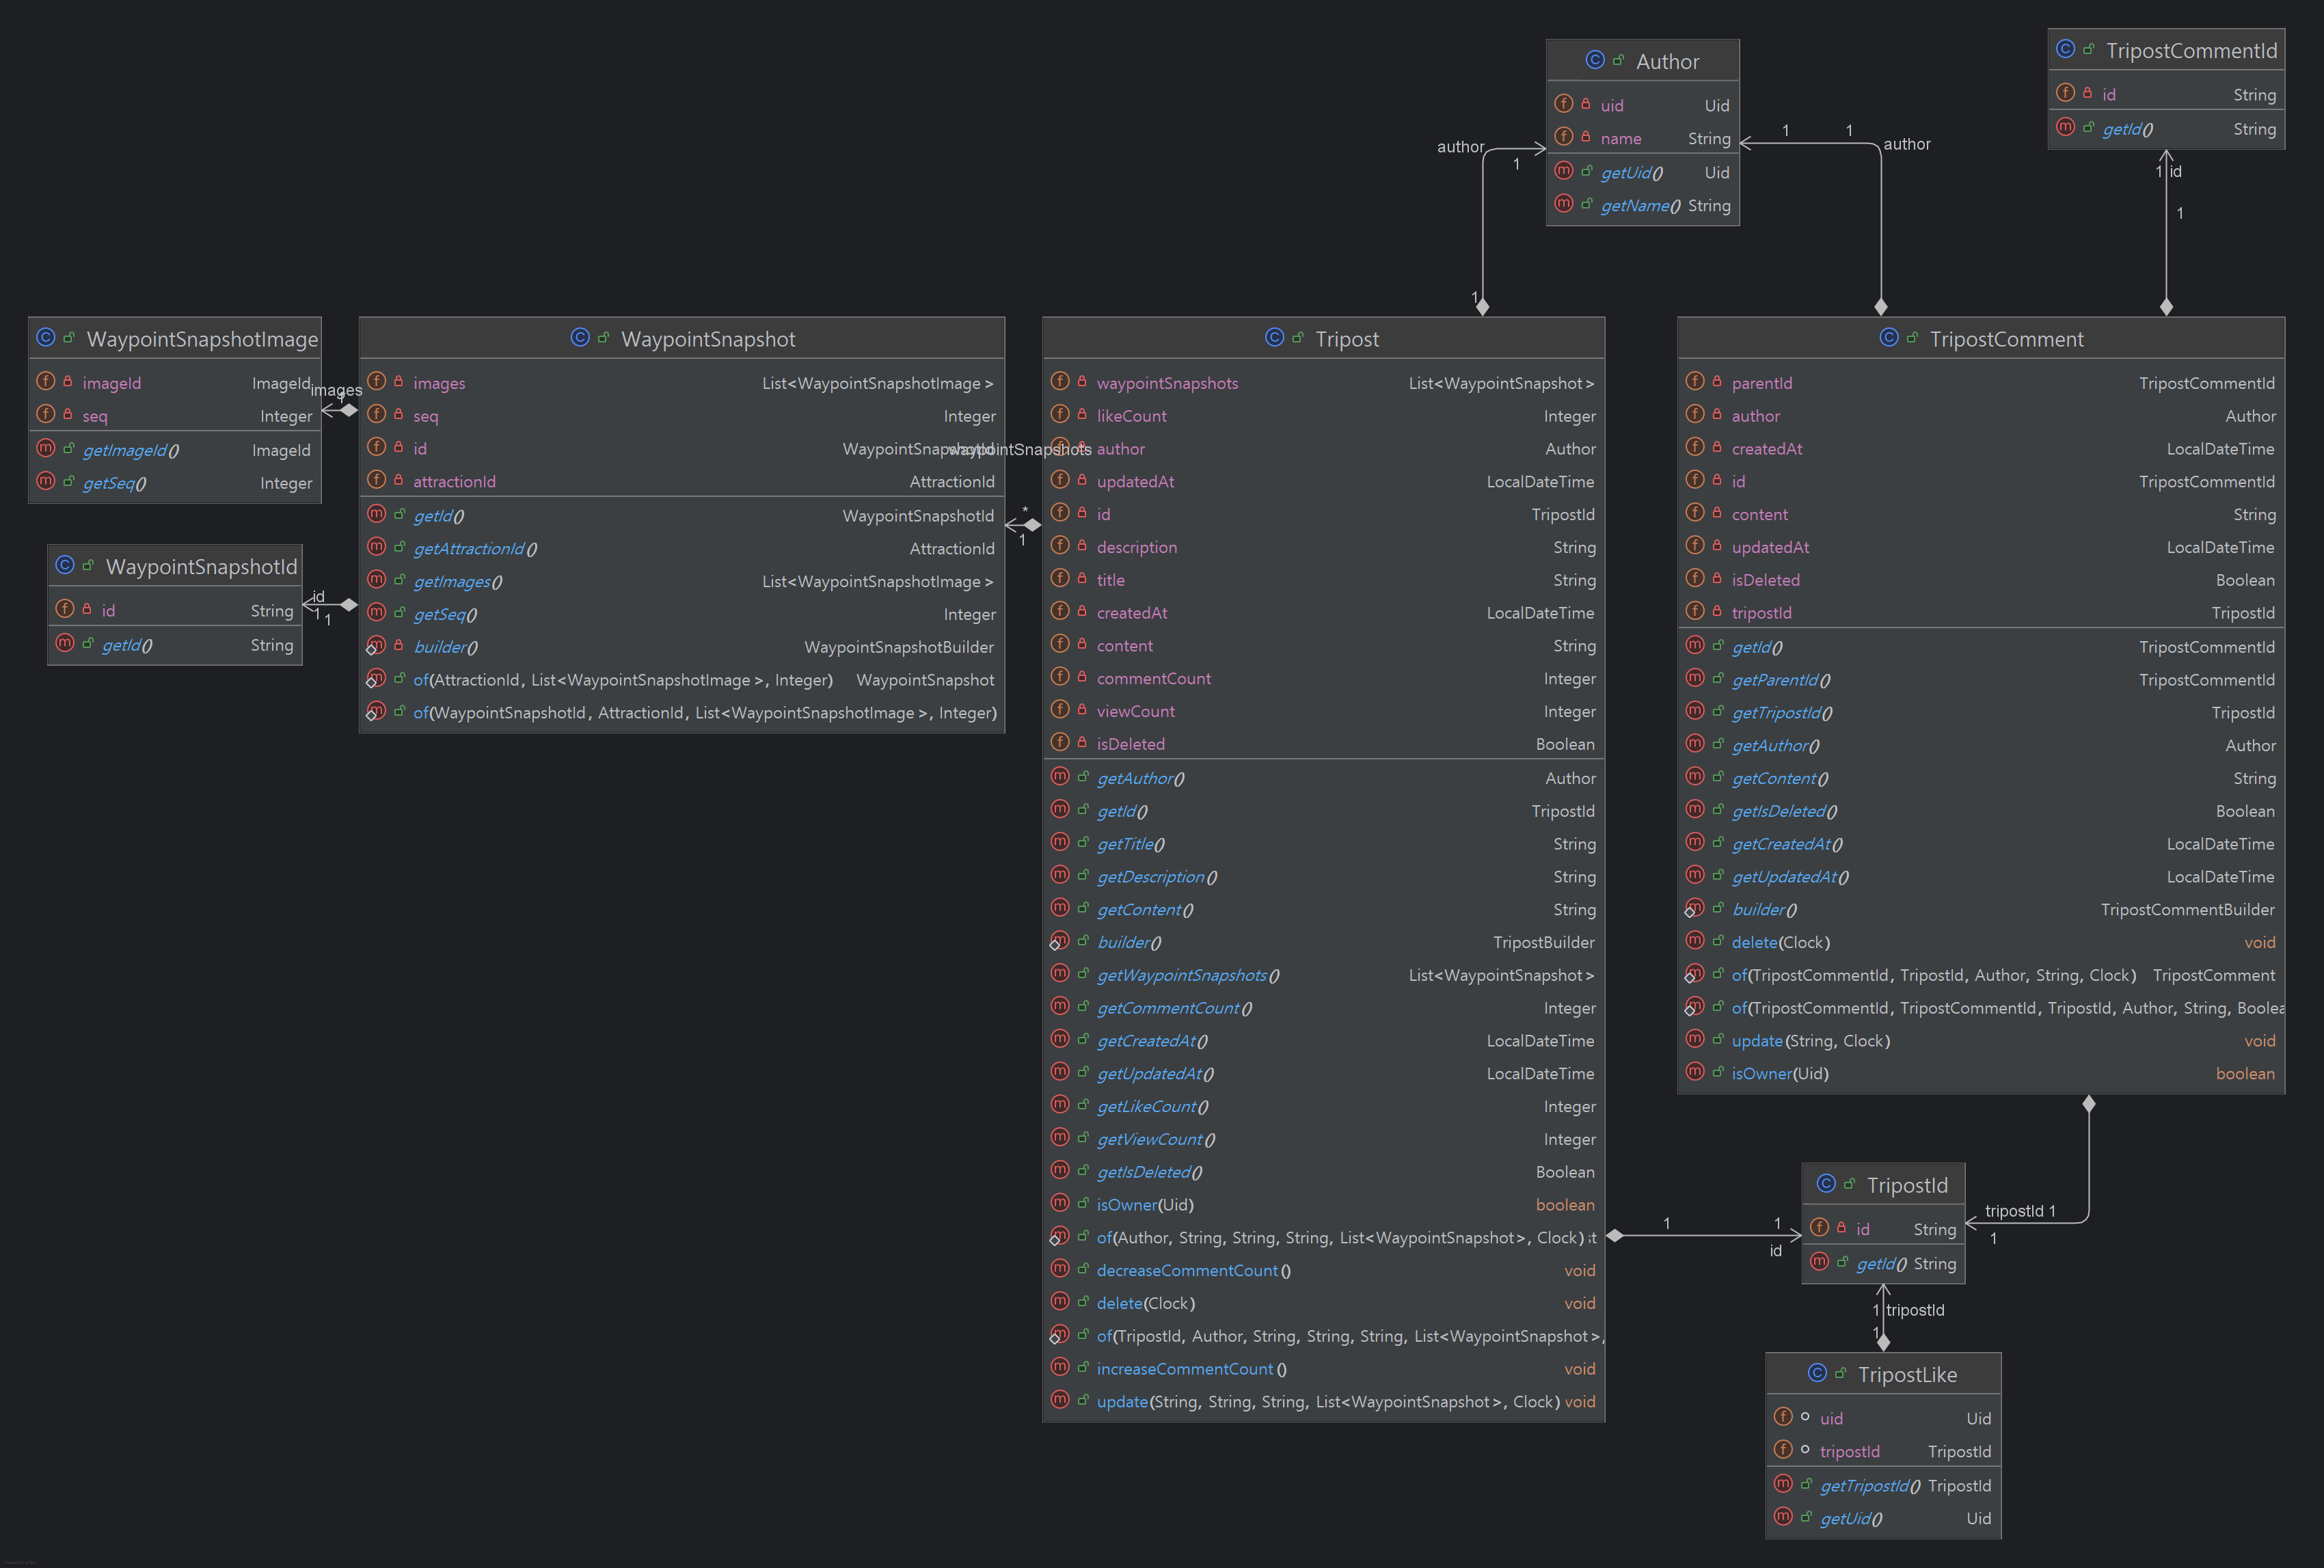 Author
uid Uid
name String
getUid() Uid
getName() String
TripostCommentId
id String
getId() String
author
1
1
1 1
author
1 id
1
WaypointSnapshotImage
imageId ImageId
seq Integer
getImageId() ImageId
getSeq() Integer
images
WaypointSnapshotId
id String
getId() String
id
1 1
WaypointSnapshot
images List<WaypointSnapshotImage>
seq Integer
id WaypointSnapshotId
attractionId AttractionId
getId() WaypointSnapshotId
getAttractionId() AttractionId
getImages() List<WaypointSnapshotImage>
getSeq() Integer
builder() WaypointSnapshotBuilder
of(AttractionId, List<WaypointSnapshotImage>, Integer) WaypointSnapshot
of(WaypointSnapshotId, AttractionId, List<WaypointSnapshotImage>, Integer)
waypointSnapshots
*
1
Tripost
waypointSnapshots List<WaypointSnapshot>
likeCount Integer
author Author
updatedAt LocalDateTime
id TripostId
description String
title String
createdAt LocalDateTime
content String
commentCount Integer
viewCount Integer
isDeleted Boolean
getAuthor() Author
getId() TripostId
getTitle() String
getDescription() String
getContent() String
builder() TripostBuilder
getWaypointSnapshots() List<WaypointSnapshot>
getCommentCount() Integer
getCreatedAt() LocalDateTime
getUpdatedAt() LocalDateTime
getLikeCount() Integer
getViewCount() Integer
getIsDeleted() Boolean
isOwner(Uid) boolean
of(Author, String, String, String, List<WaypointSnapshot>, Clock)
decreaseCommentCount() void
delete(Clock) void
of(TripostId, Author, String, String, String, List<WaypointSnapshot>,
increaseCommentCount() void
update(String, String, String, List<WaypointSnapshot>, Clock) void
TripostComment
parentId TripostCommentId
author Author
createdAt LocalDateTime
id TripostCommentId
content String
updatedAt LocalDateTime
isDeleted Boolean
tripostId TripostId
getId() TripostCommentId
getParentId() TripostCommentId
getTripostId() TripostId
getAuthor() Author
getContent() String
getIsDeleted() Boolean
getCreatedAt() LocalDateTime
getUpdatedAt() LocalDateTime
builder() TripostCommentBuilder
delete(Clock) void
of(TripostCommentId, TripostId, Author, String, Clock) TripostComment
of(TripostCommentId, TripostCommentId, TripostId, Author, String, Boolea
update(String, Clock) void
isOwner(Uid) boolean
1 1
id
TripostId
id String
getId() String
tripostId 1
1
1 tripostId
1
TripostLike
uid Uid
tripostId TripostId
getTripostId() TripostId
getUid() Uid